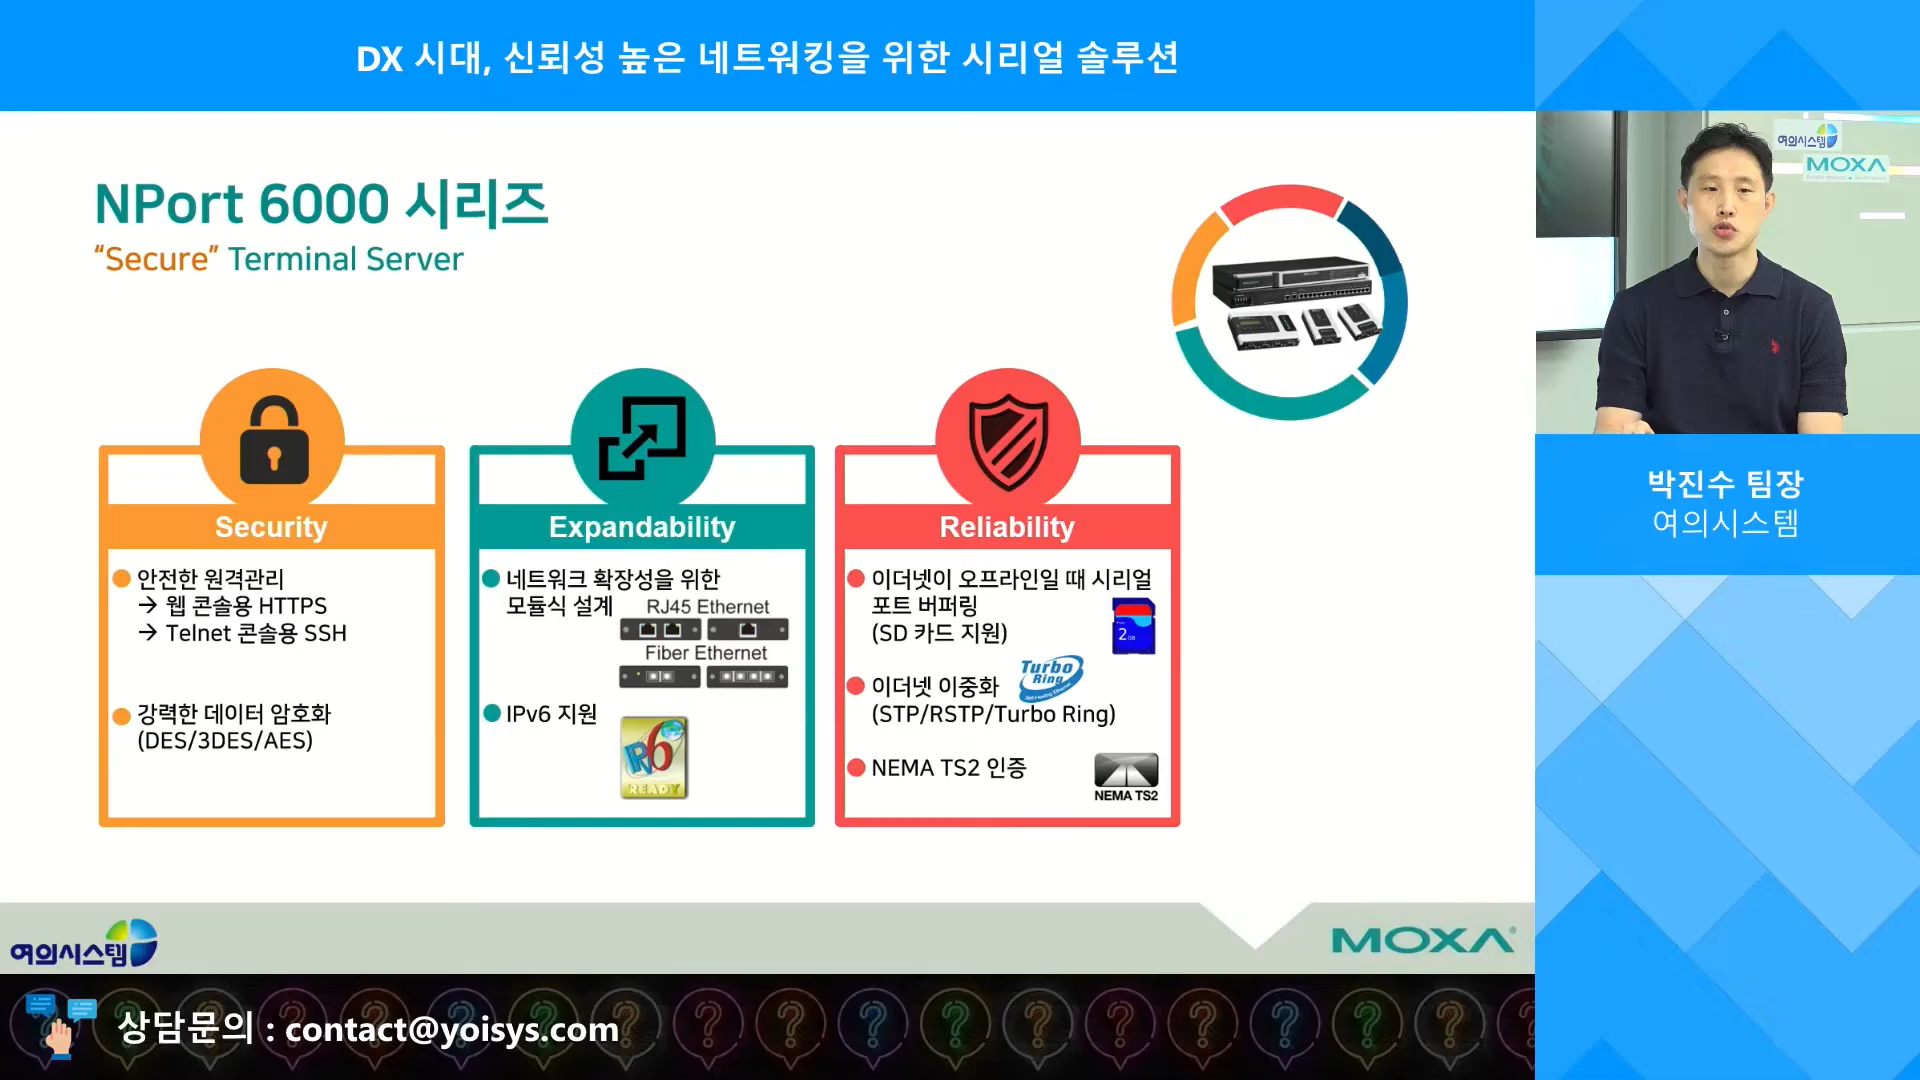 DX 시대, 신뢰성 높은 네트워킹을 위한 시리얼 솔루션
NPort 6000 시리즈
“Secure” Terminal Server
Security
안전한 원격관리
→ 웹 콘솔용 HTTPS
→ Telnet 콘솔용 SSH
강력한 데이터 암호화
(DES/3DES/AES)
Expandability
네트워크 확장성을 위한
모듈식 설계
RJ45 Ethernet
Fiber Ethernet
IPv6 지원
IPv6
READY
Reliability
이더넷이 오프라인일 때 시리얼
포트 버퍼링
(SD 카드 지원)
2
이더넷 이중화
Turbo
Ring
(STP/RSTP/Turbo Ring)
NEMA TS2 인증
NEMA TS2
여의시스템
MOXA
박진수 팀장
여의시스템
여의시스템
MOXA
상담문의 : contact@yoisys.com